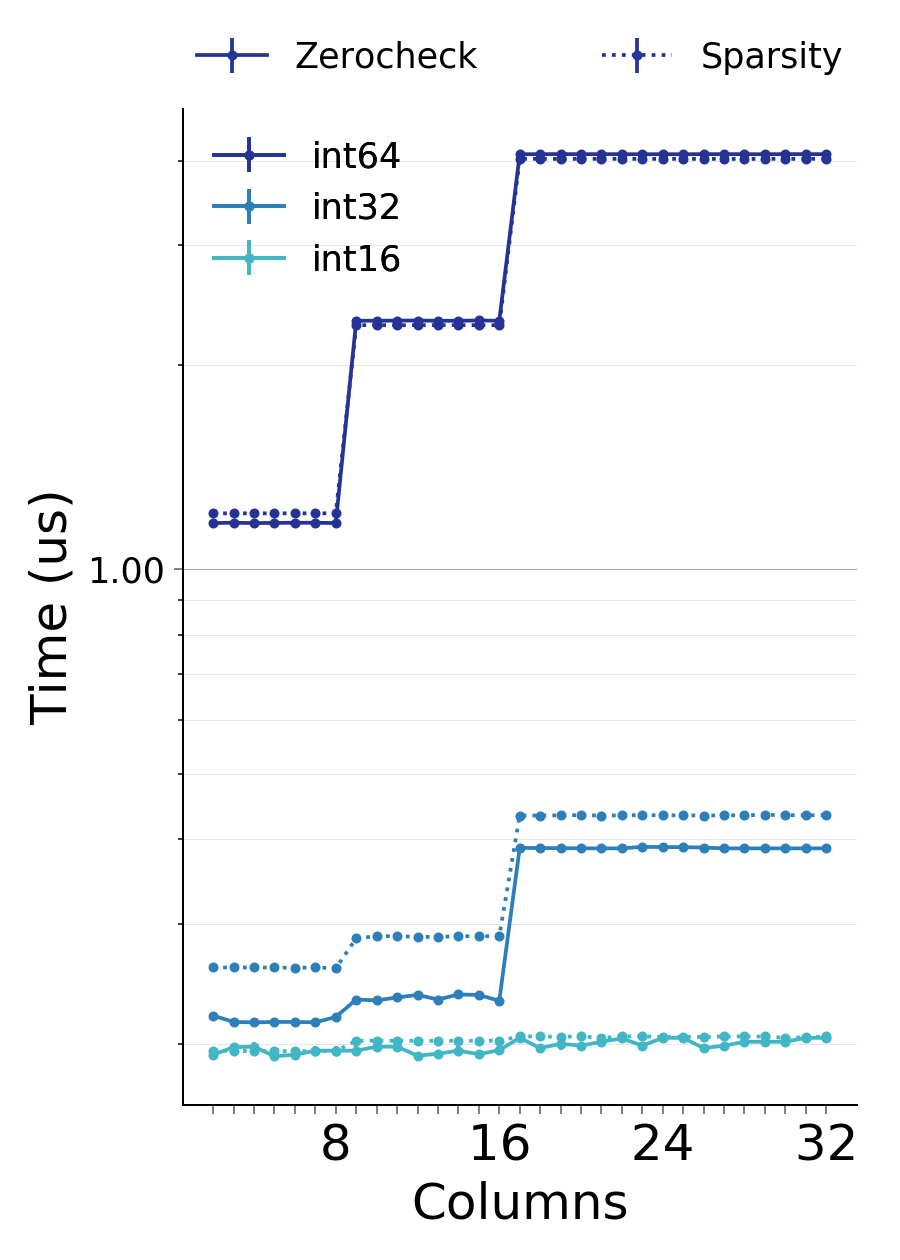 Zerocheck Sparsity
int64
int32
int16
Time (us)
1.00
8 16 24 32
Columns